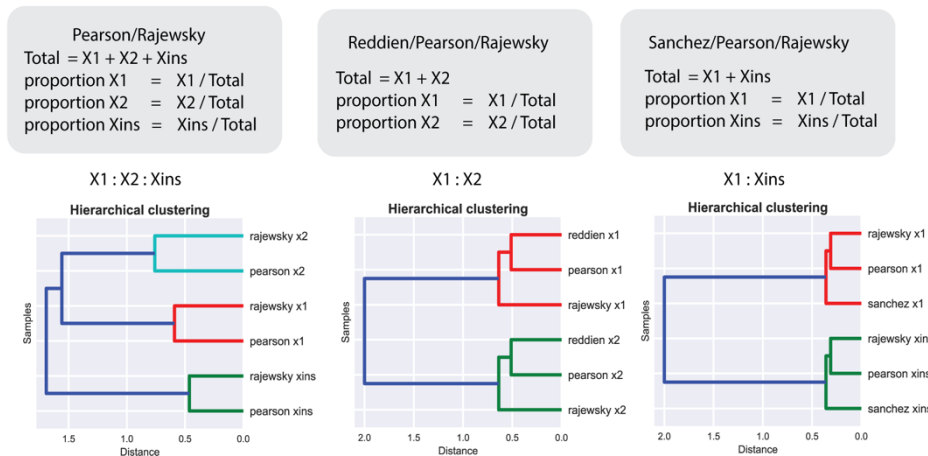 Pearson/Rajewsky
Total = X1 + X2 + Xins
proportion X1 = X1 / Total
proportion X2 = X2 / Total
proportion Xins = Xins / Total
Reddien/Pearson/Rajewsky
Total = X1 + X2
proportion X1 = X1 / Total
proportion X2 = X2 / Total
Sanchez/Pearson/Rajewsky
Total = X1 + Xins
proportion X1 = X1 / Total
proportion Xins = Xins / Total
X1 : X2 : Xins
Hierarchical clustering
rajewsky x2
pearson x2
rajewsky x1
pearson x1
rajewsky xins
pearson xins
Samples
1.5 1.0 0.5 0.0
Distance
X1 : X2
Hierarchical clustering
reddien x1
pearson x1
rajewsky x1
reddien x2
pearson x2
rajewsky x2
Samples
2.0 1.5 1.0 0.5 0.0
Distance
X1 : Xins
Hierarchical clustering
rajewsky x1
pearson x1
sanchez x1
rajewsky xins
pearson xins
sanchez xins
Samples
2.0 1.5 1.0 0.5 0.0
Distance